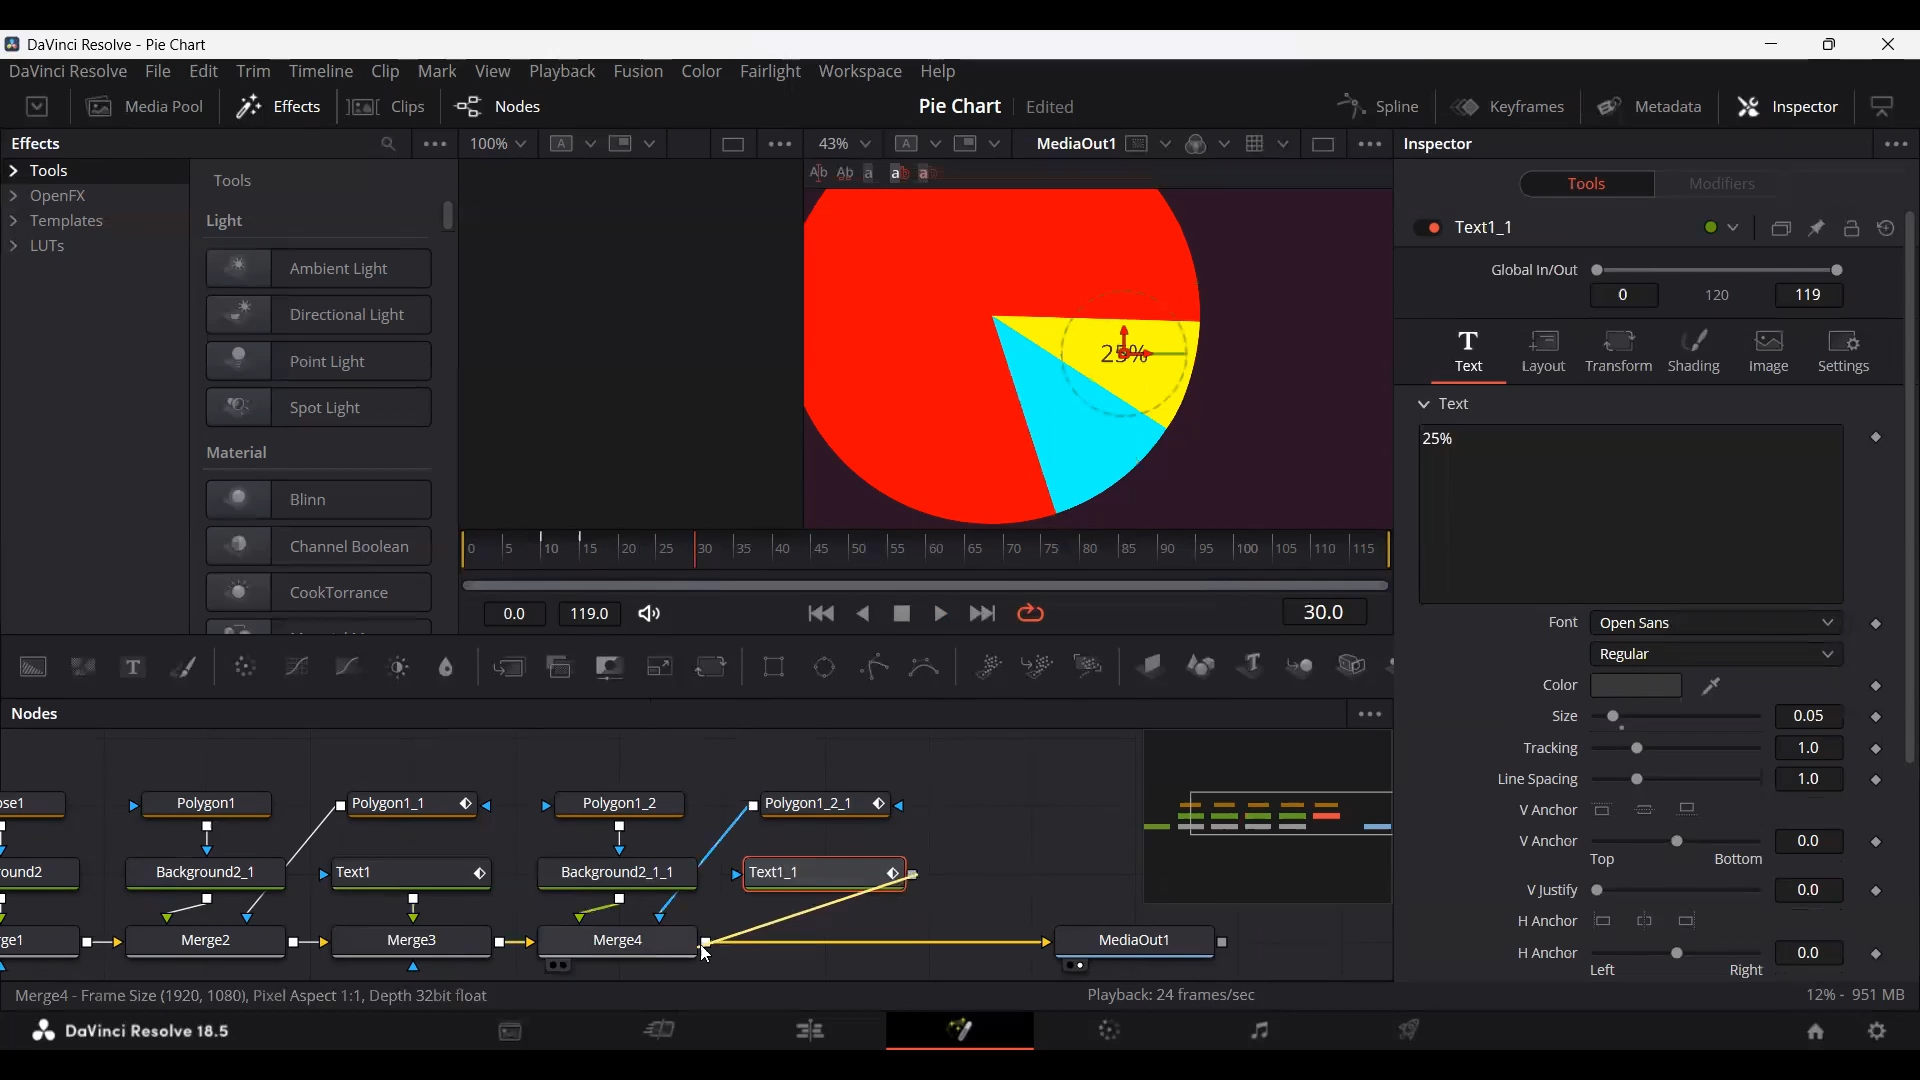 DaVinci Resolve - Pie Chart
DaVinci Resolve File Edit Trim Timeline Clip Mark View Playback Fusion Color Fairlight Workspace Help
Media Pool Effects Clips Nodes Pie Chart Edited Spline Keyframes Metadata Inspector
Effects 100% A 43% A MediaOut1 Inspector
Tools
OpenFX
Templates
LUTs
Tools
Light
Ambient Light
Directional Light
Point Light
Spot Light
Material
Blinn
Channel Boolean
CookTorrance
25%
0 5 10 15 20 25 30 35 40 45 50 55 60 65 70 75 80 85 90 95 100 105 110 115
0.0 119.0 30.0
Tools Modifiers
Text1_1
Global In/Out
0 120 119
Text Layout Transform Shading Image Settings
Text
25%
Font Open Sans
Regular
Color
Size 0.05
Tracking 1.0
Line Spacing 1.0
V Anchor
V Anchor 0.0
Top Bottom
V Justify 0.0
H Anchor
H Anchor 0.0
Left Right
Nodes
ose1 Polygon1 Polygon1_1 Polygon1_2 Polygon1_2_1
ound2 Background2_1 Text1 Background2_1_1 Text1_1
rge1 Merge2 Merge3 Merge4 MediaOut1
Merge4 - Frame Size (1920, 1080), Pixel Aspect 1:1, Depth 32bit float Playback: 24 frames/sec 12% - 951 MB
DaVinci Resolve 18.5